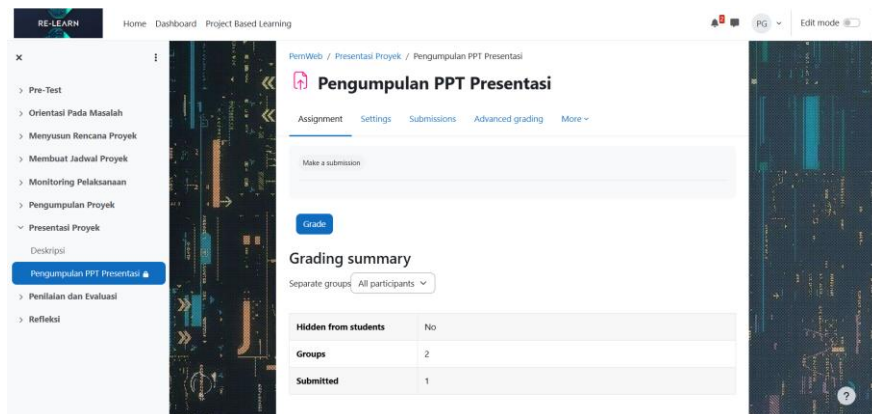 RE-LEARN
Home Dashboard Project Based Learning
2
PG
Edit mode
Pre-Test
Orientasi Pada Masalah
Menyusun Rencana Proyek
Membuat Jadwal Proyek
Monitoring Pelaksanaan
Pengumpulan Proyek
Presentasi Proyek
Deskripsi
Pengumpulan PPT Presentasi
Penilaian dan Evaluasi
Refleksi
PemWeb / Presentasi Proyek / Pengumpulan PPT Presentasi
Pengumpulan PPT Presentasi
Assignment Settings Submissions Advanced grading More
Make a submission
Grade
Grading summary
Separate groups All participants
Hidden from students No
Groups 2
Submitted 1
?